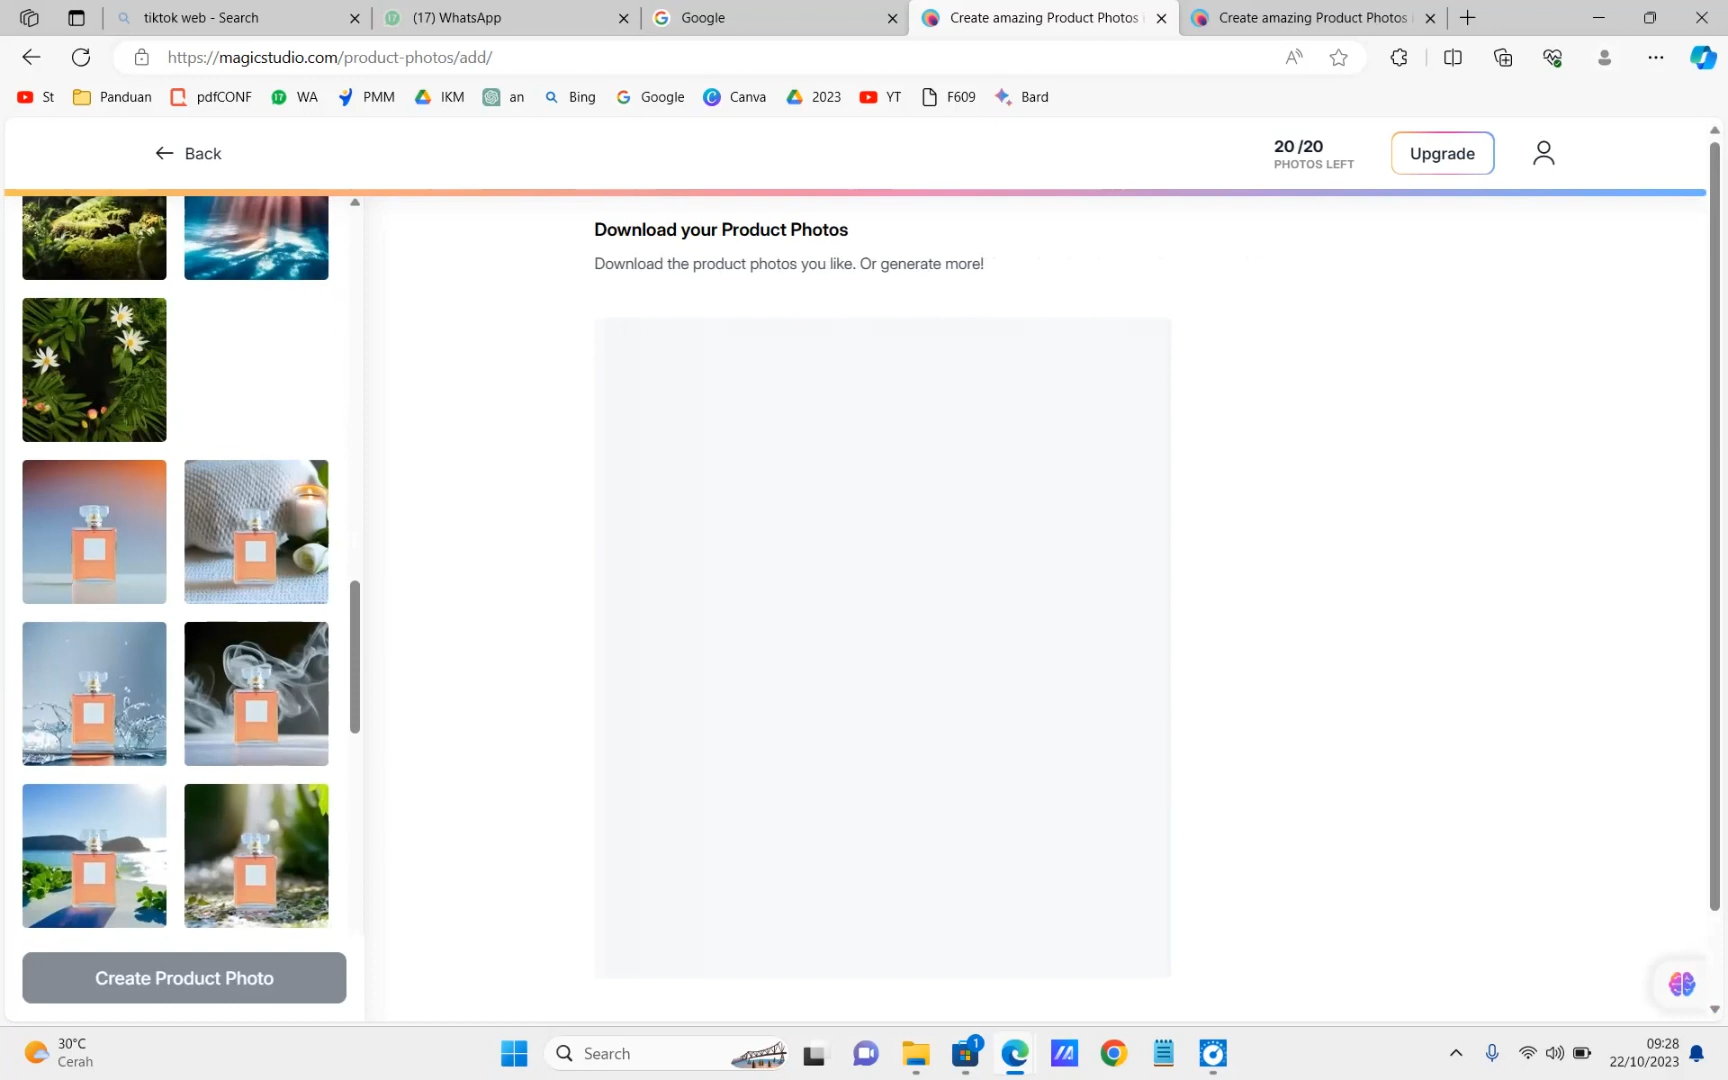 tiktok web - Search
(17) WhatsApp
Google
Create amazing Product Photos
Create amazing Product Photos
https://magicstudio.com/product-photos/add/
St
Panduan
pdfCONF
WA
PMM
IKM
an
Bing
Google
Canva
2023
YT
F609
Bard
Back
20 /20
PHOTOS LEFT
Upgrade
Download your Product Photos
Download the product photos you like. Or generate more!
Create Product Photo
30°C
Cerah
Search
1
09:28
22/10/2023